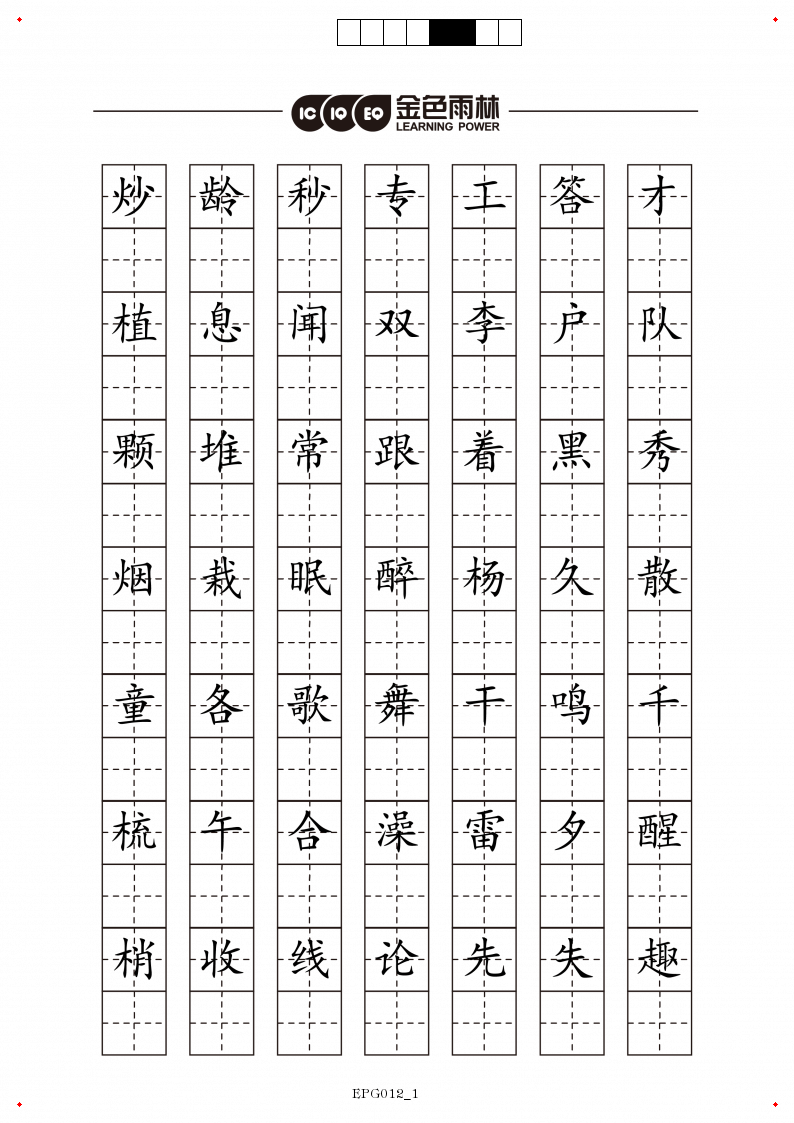 IC IQ EQ 金色雨林
LEARNING POWER
炒 龄 秒 专 工 答 才
植 息 闻 双 李 户 队
颗 堆 常 跟 着 黑 秀
烟 栽 眠 醉 杨 久 散
童 各 歌 舞 干 鸣 千
梳 午 舍 澡 雷 夕 醒
梢 收 线 论 先 失 趣
EPG012_1